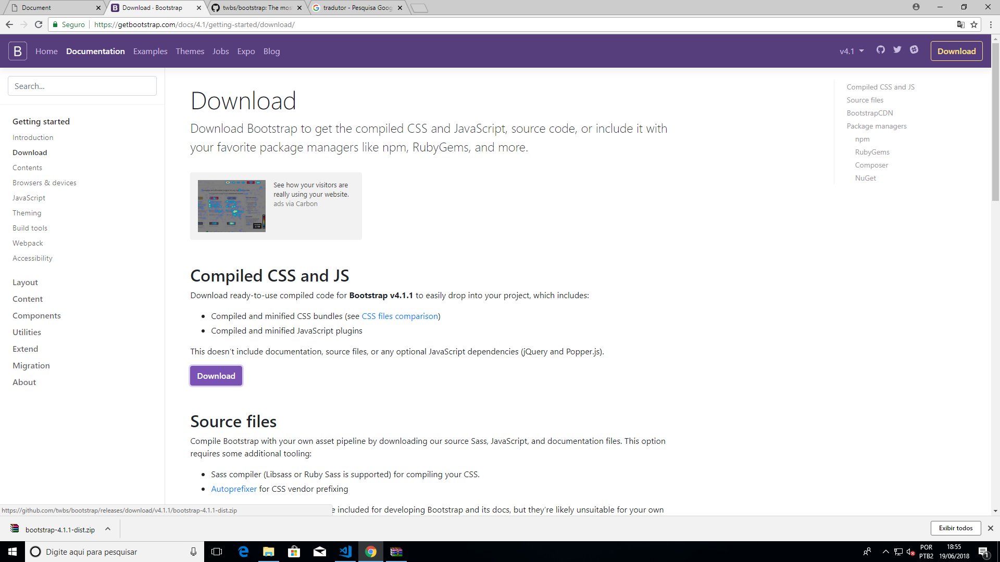 Document
Download · Bootstrap
twbs/bootstrap: The mos
tradutor - Pesquisa Goog
Seguro
https://getbootstrap.com/docs/4.1/getting-started/download/
B
Home
Documentation
Examples
Themes
Jobs
Expo
Blog
v4.1
Download
Search...
Getting started
Introduction
Download
Contents
Browsers & devices
JavaScript
Theming
Build tools
Webpack
Accessibility
Layout
Content
Components
Utilities
Extend
Migration
About
Download
Download Bootstrap to get the compiled CSS and JavaScript, source code, or include it with
your favorite package managers like npm, RubyGems, and more.
See how your visitors are
really using your website.
ads via Carbon
Compiled CSS and JS
Download ready-to-use compiled code for Bootstrap v4.1.1 to easily drop into your project, which includes:
• Compiled and minified CSS bundles (see CSS files comparison)
• Compiled and minified JavaScript plugins
This doesn’t include documentation, source files, or any optional JavaScript dependencies (jQuery and Popper.js).
Download
Source files
Compile Bootstrap with your own asset pipeline by downloading our source Sass, JavaScript, and documentation files. This option
requires some additional tooling:
• Sass compiler (Libsass or Ruby Sass is supported) for compiling your CSS.
• Autoprefixer for CSS vendor prefixing
included for developing Bootstrap and its docs, but they’re likely unsuitable for your own
Compiled CSS and JS
Source files
BootstrapCDN
Package managers
npm
RubyGems
Composer
NuGet
https://github.com/twbs/bootstrap/releases/download/v4.1.1/bootstrap-4.1.1-dist.zip
bootstrap-4.1.1-dist.zip
Exibir todos
Digite aqui para pesquisar
POR
PTB2
18:55
19/06/2018
1